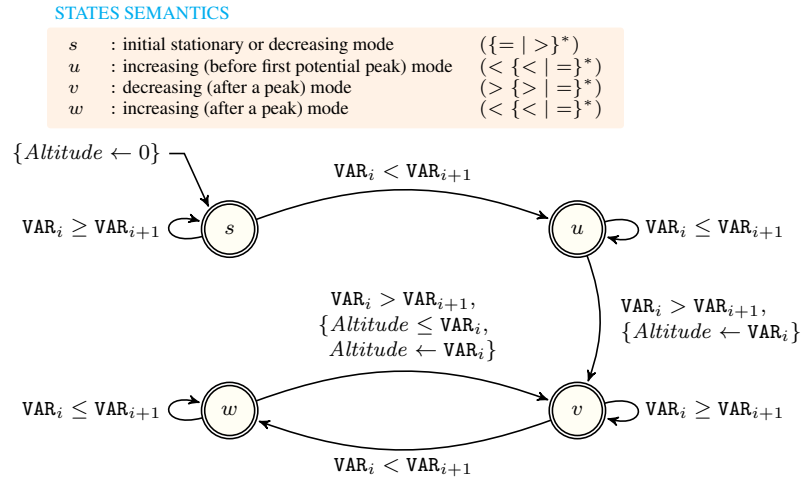 STATES SEMANTICS
s : initial stationary or decreasing mode ({= | >}*)
u : increasing (before first potential peak) mode (< {< | =}*)
v : decreasing (after a peak) mode (> {> | =}*)
w : increasing (after a peak) mode (< {< | =}*)
{Altitude ← 0}
VAR_i < VAR_{i+1}
VAR_i ≥ VAR_{i+1}
s
u
VAR_i ≤ VAR_{i+1}
VAR_i > VAR_{i+1},
{Altitude ≤ VAR_i,
Altitude ← VAR_i}
VAR_i > VAR_{i+1},
{Altitude ← VAR_i}
VAR_i ≤ VAR_{i+1}
w
v
VAR_i ≥ VAR_{i+1}
VAR_i < VAR_{i+1}